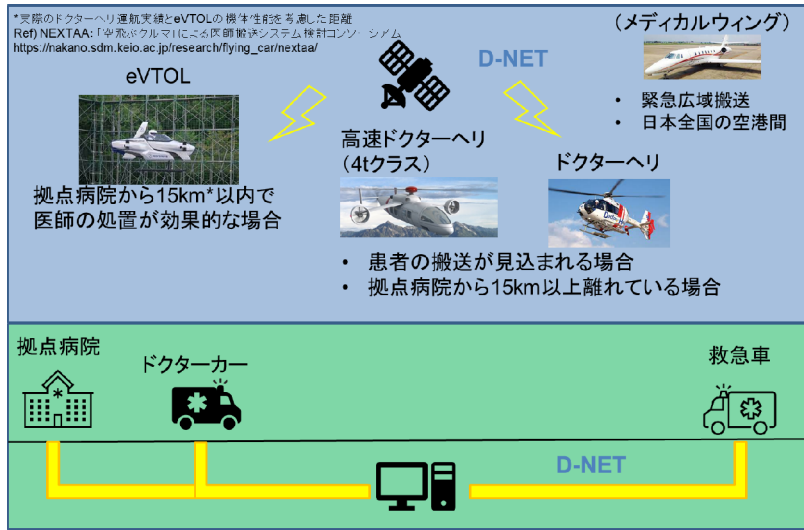 *実際のドクターヘリ運航実績とeVTOLの機体性能を考慮した距離
Ref) NEXTAA:「空飛ぶクルマ」による医師搬送システム検討コンソーシアム
https://nakano.sdm.keio.ac.jp/research/flying_car/nextaa/
eVTOL
拠点病院から15km*以内で
医師の処置が効果的な場合
D-NET
高速ドクターヘリ
(4tクラス)
ドクターヘリ
• 患者の搬送が見込まれる場合
• 拠点病院から15km以上離れている場合
(メディカルウィング)
• 緊急広域搬送
• 日本全国の空港間
拠点病院
ドクターカー
救急車
D-NET